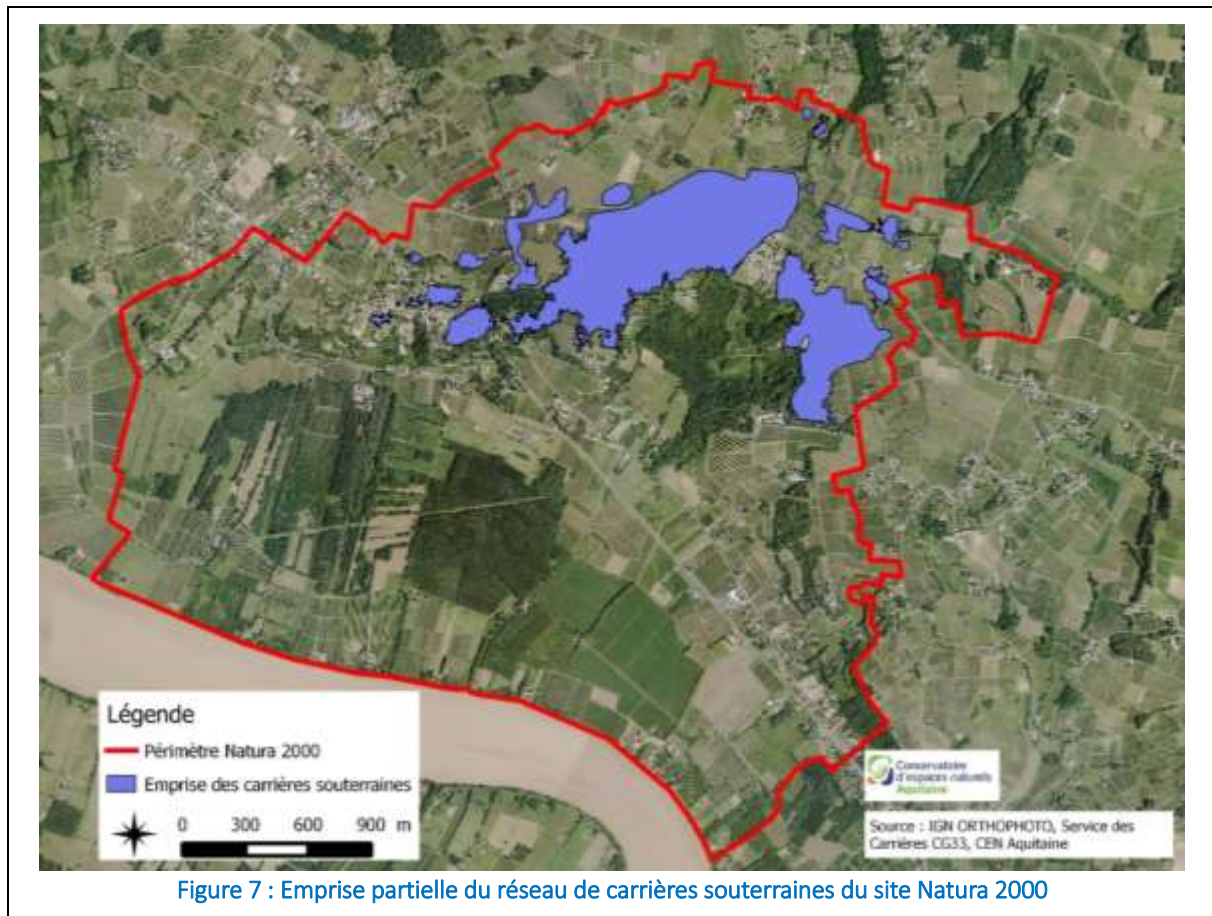 Légende
Périmètre Natura 2000
Emprise des carrières souterraines
0 300 600 900 m
Conservatoire
d'espaces naturels
Aquitaine
Source : IGN ORTHOPHOTO, Service des
Carrières CG33, CEN Aquitaine
Figure 7 : Emprise partielle du réseau de carrières souterraines du site Natura 2000